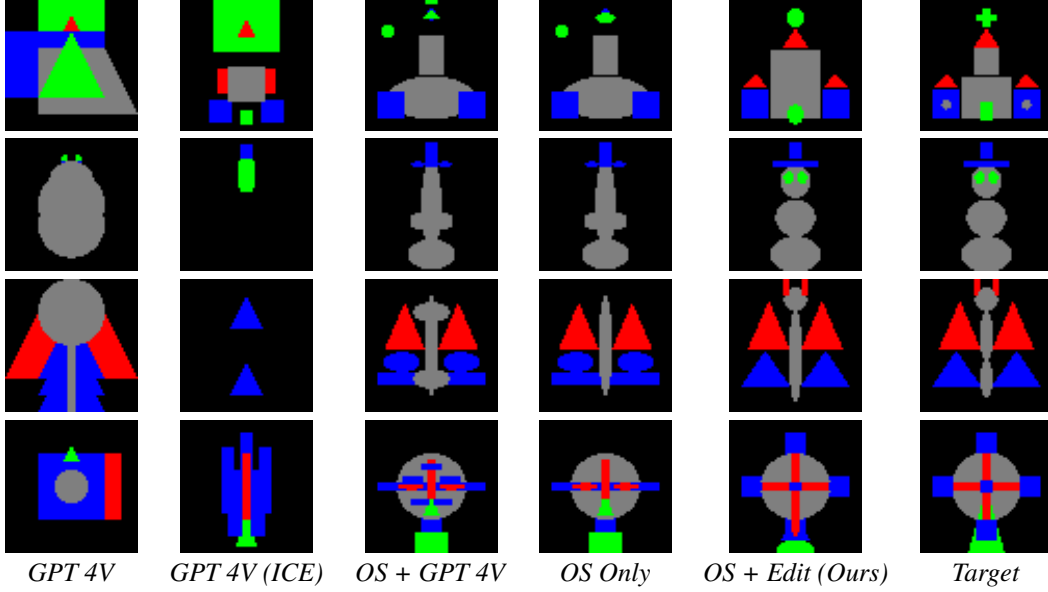 GPT 4V GPT 4V (ICE) OS + GPT 4V OS Only OS + Edit (Ours) Target